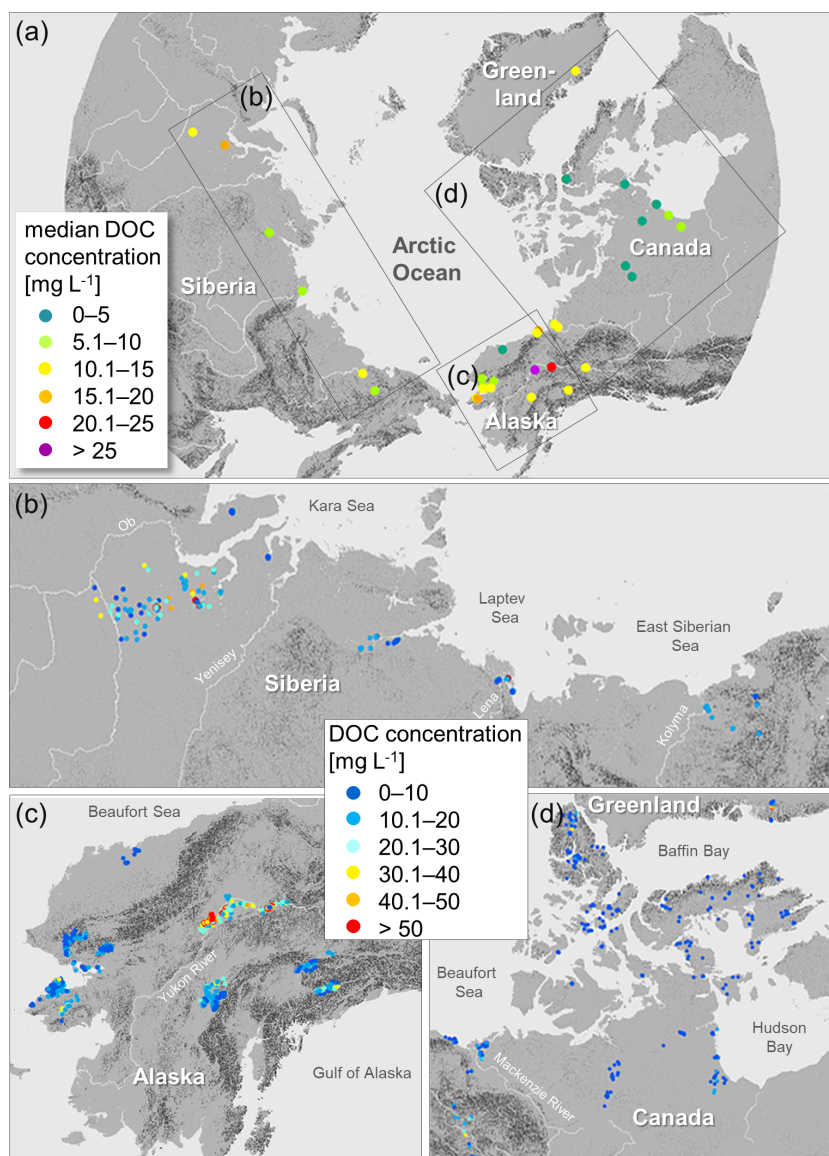 (a)
Green-
land
(b)
(d)
median DOC
concentration
[mg L-1]
0–5
5.1–10
10.1–15
15.1–20
20.1–25
> 25
Siberia
Arctic
Ocean
Canada
(c)
Alaska
(b)
Kara Sea
Ob
Laptev
Sea
East Siberian
Sea
Yenisey
Siberia
Lena
Kolyma
DOC concentration
[mg L-1]
0–10
10.1–20
20.1–30
30.1–40
40.1–50
> 50
(c)
Beaufort Sea
Yukon River
Alaska
Gulf of Alaska
(d)
Greenland
Baffin Bay
Beaufort
Sea
Hudson
Bay
Mackenzie River
Canada